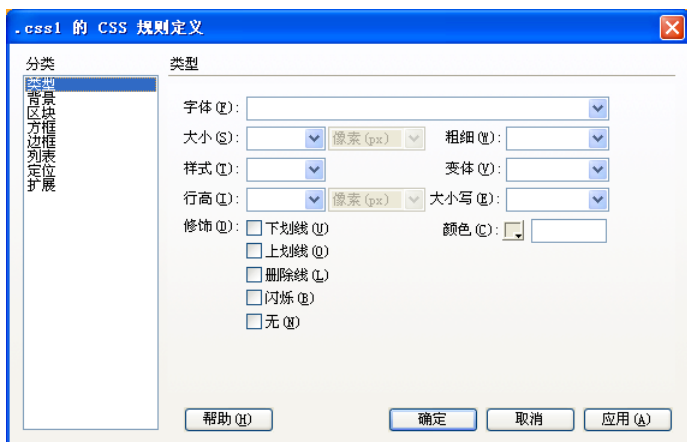 .css1 的 CSS 规则定义
分类
类型
背景
区块
方框
边框
列表
定位
扩展
类型
字体(F):
大小(S): 像素(px) 粗细(W):
样式(T): 变体(V):
行高(I): 像素(px) 大小写(E):
修饰(D): 下划线(U) 颜色(C):
上划线(O)
删除线(L)
闪烁(B)
无(N)
帮助(H) 确定 取消 应用(A)